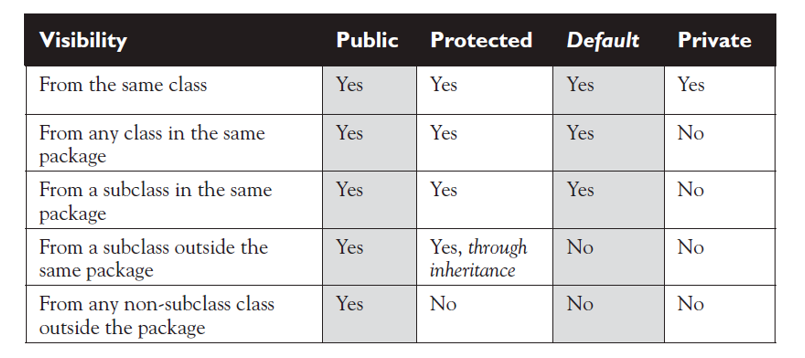 Visibility Public Protected Default Private
From the same class Yes Yes Yes Yes
From any class in the same Yes Yes Yes No
package
From a subclass in the same Yes Yes Yes No
package
From a subclass outside the Yes Yes, through No No
same package inheritance
From any non-subclass class Yes No No No
outside the package